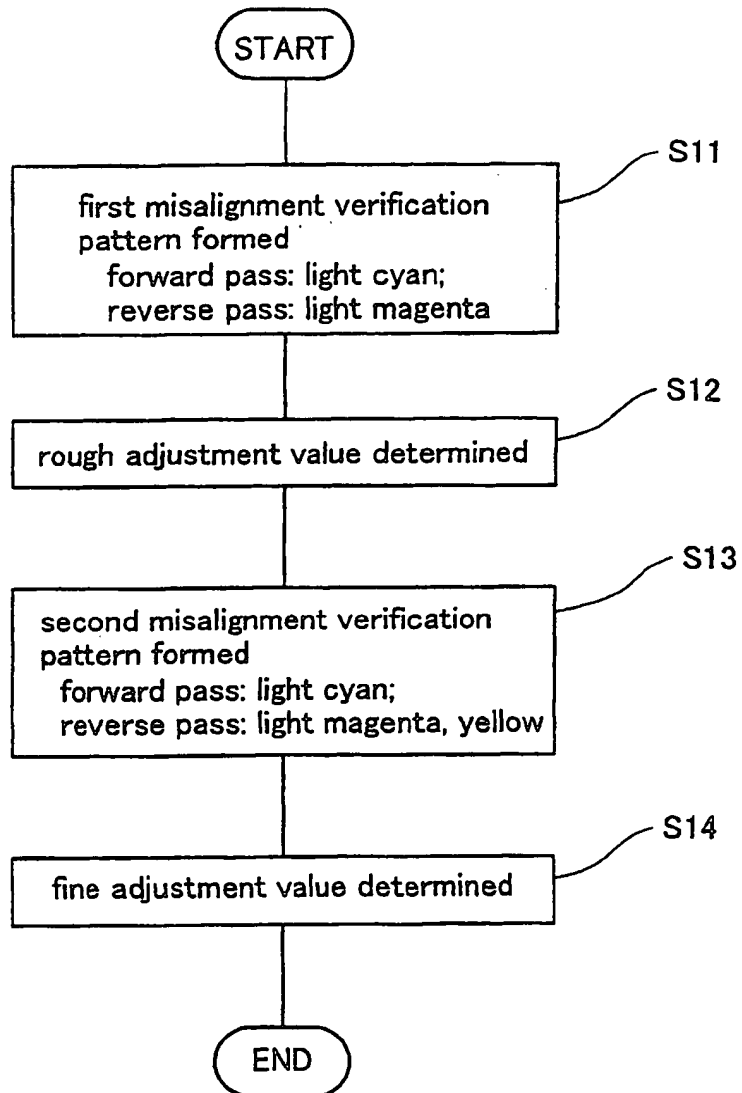 START
S11
first misalignment verification
pattern formed
forward pass: light cyan;
reverse pass: light magenta
S12
rough adjustment value determined
S13
second misalignment verification
pattern formed
forward pass: light cyan;
reverse pass: light magenta, yellow
S14
fine adjustment value determined
END